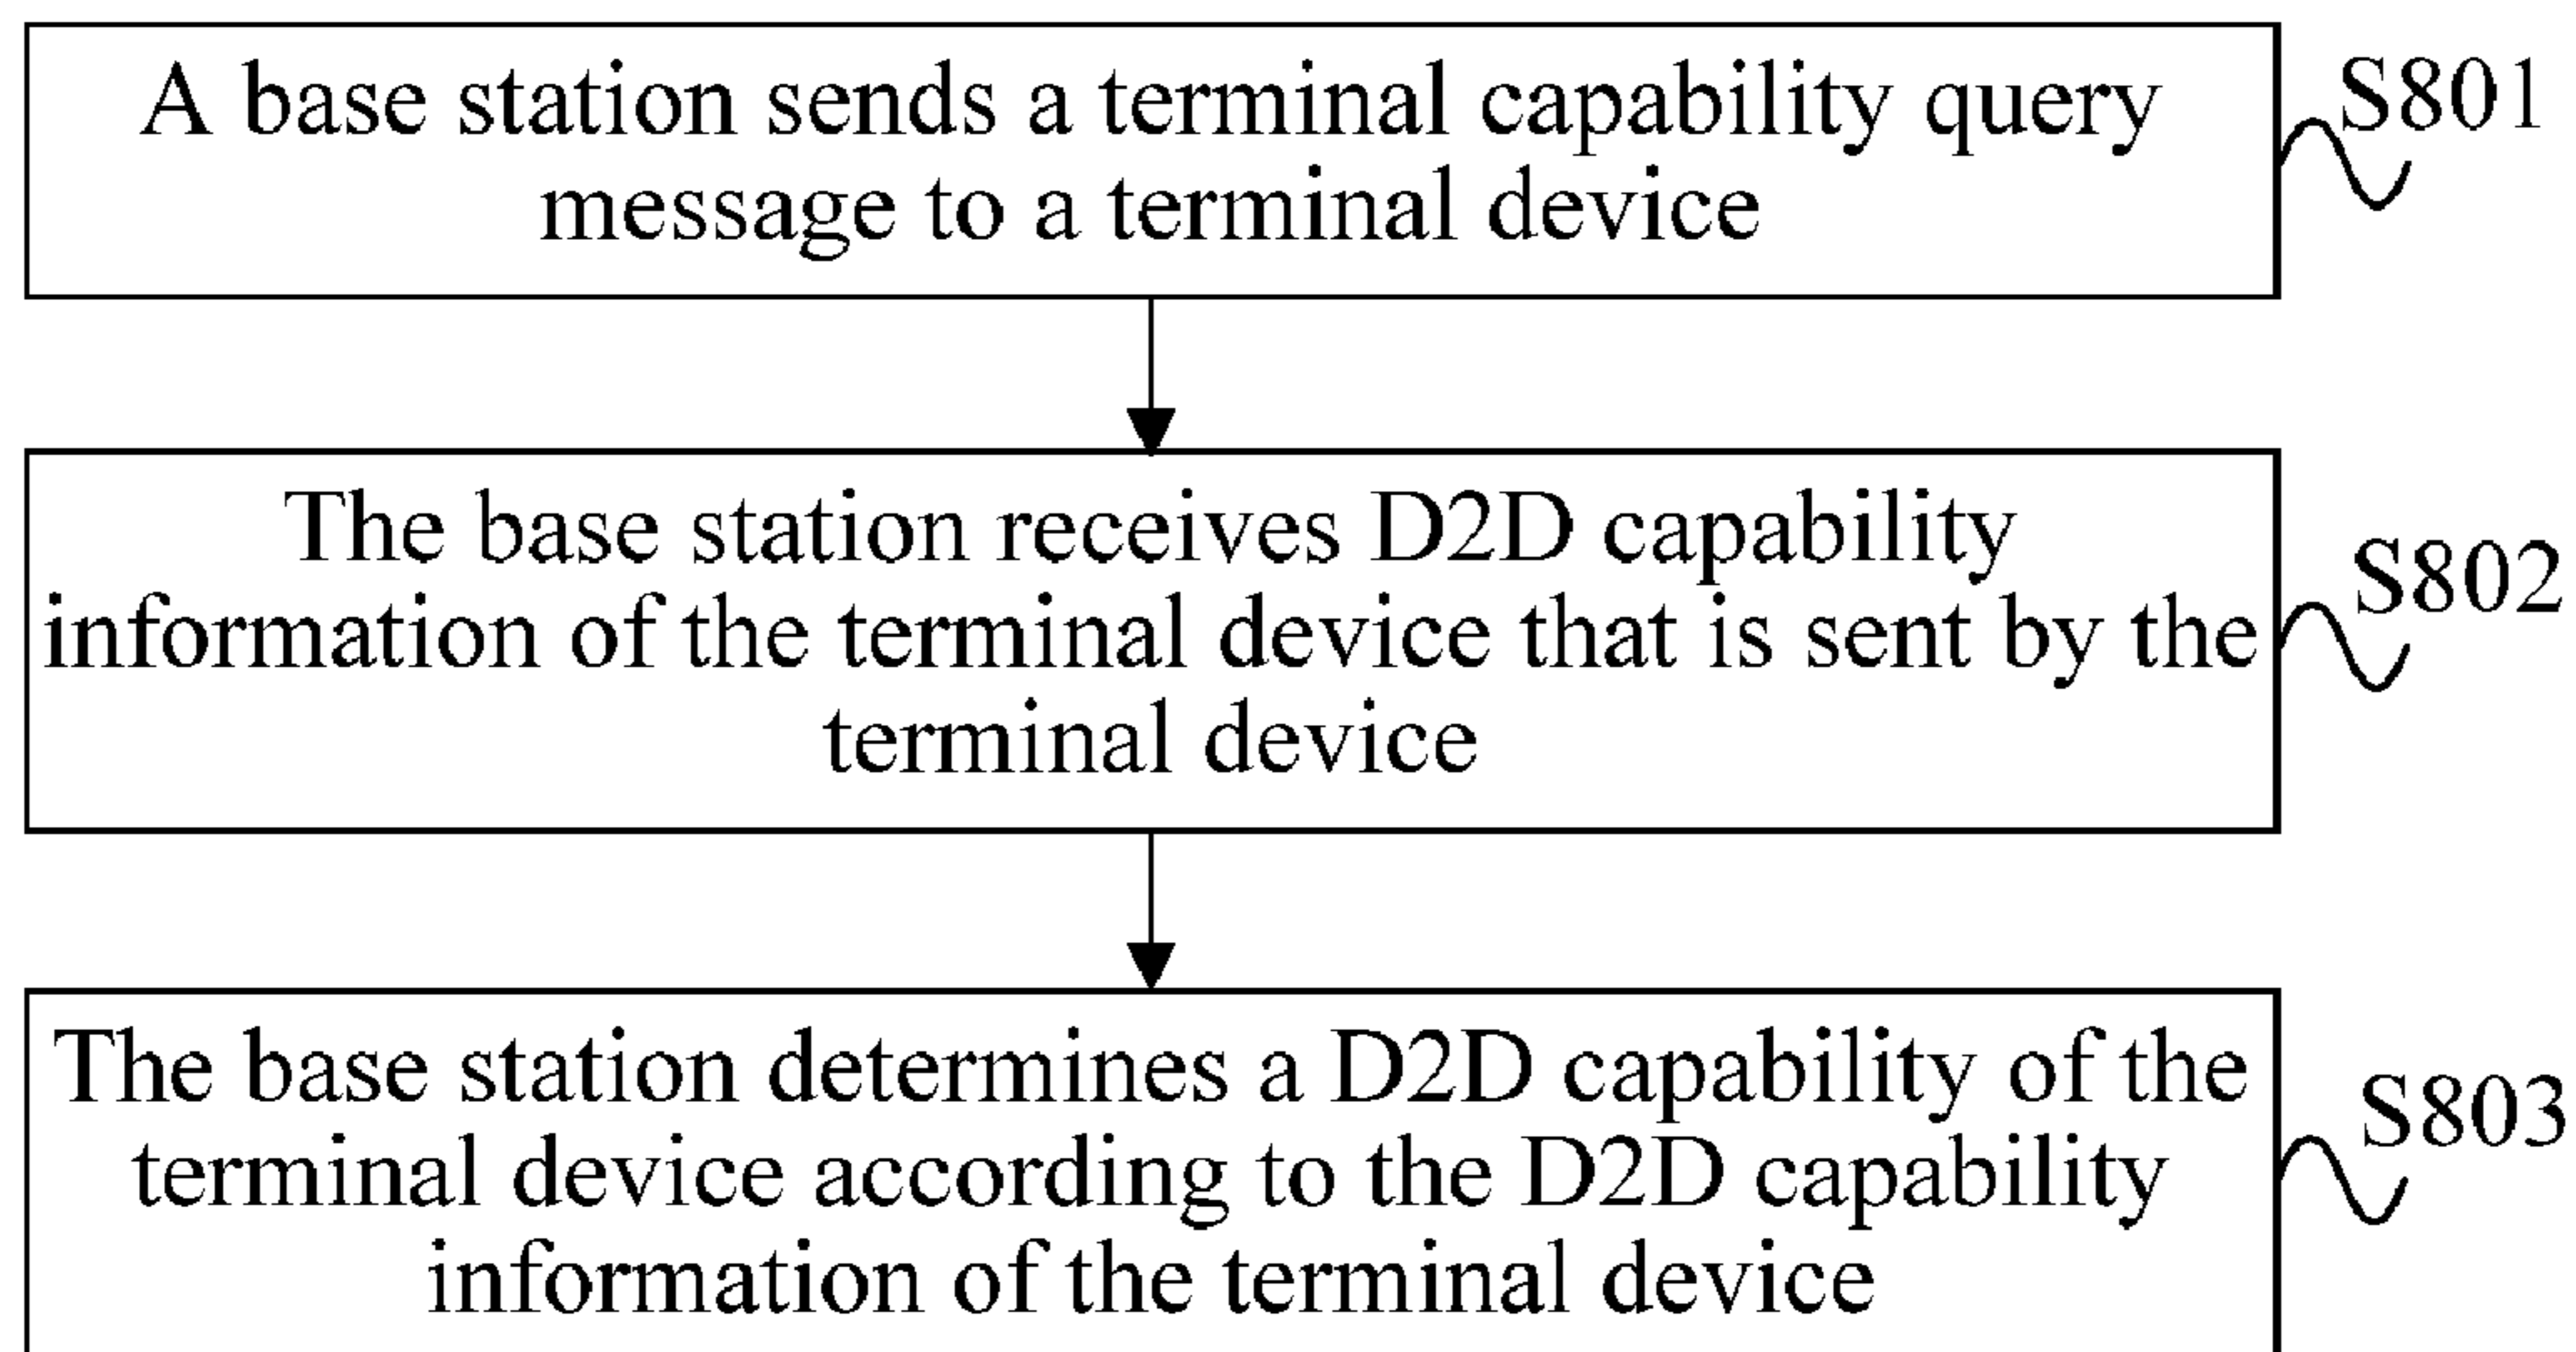 A base station sends a terminal capability query
message to a terminal device
S801
The base station receives D2D capability
information of the terminal device that is sent by the
terminal device
S802
The base station determines a D2D capability of the
terminal device according to the D2D capability
information of the terminal device
S803